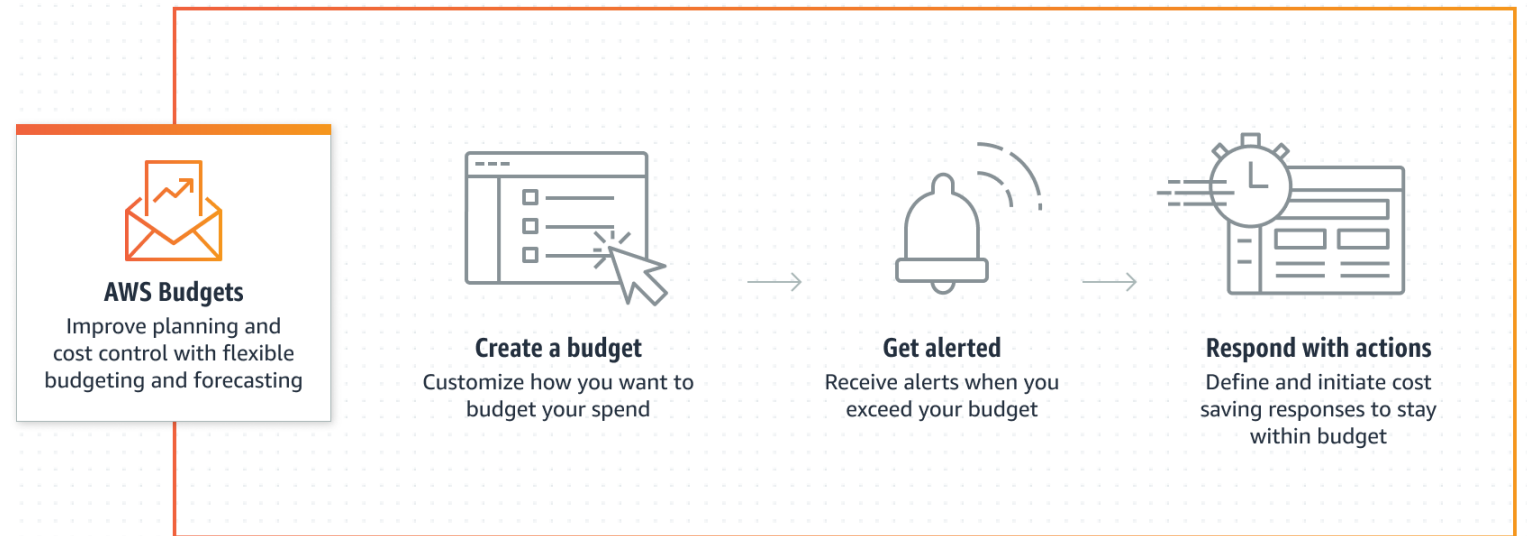 AWS Budgets
Improve planning and
cost control with flexible
budgeting and forecasting
Create a budget
Customize how you want to
budget your spend
Get alerted
Receive alerts when you
exceed your budget
Respond with actions
Define and initiate cost
saving responses to stay
within budget